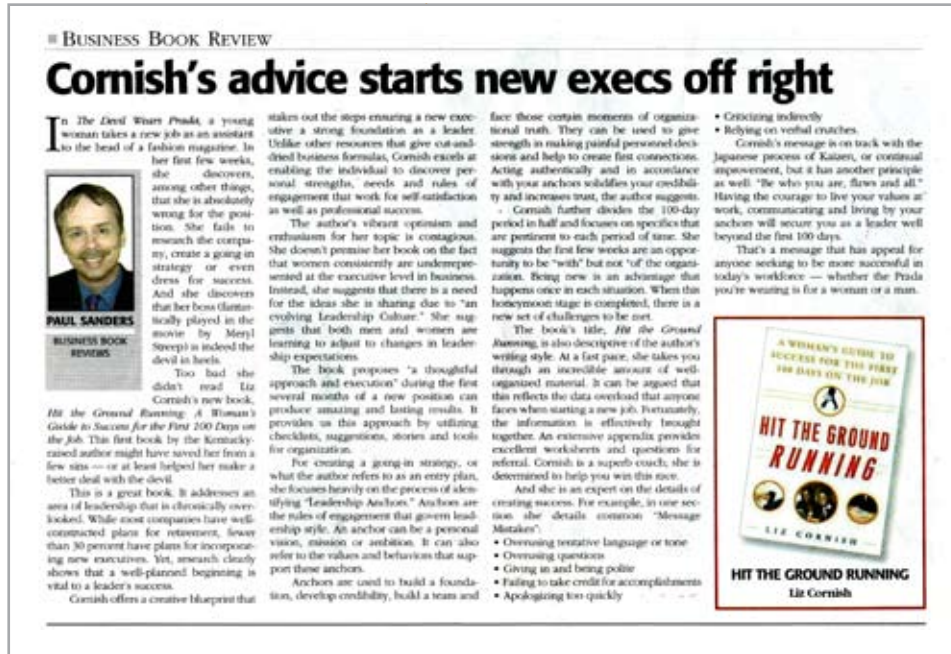 BUSINESS BOOK REVIEW
Cornish's advice starts new execs off right
In The Devil Wears Prada, a young
woman takes a new job as an assistant
to the head of a fashion magazine. In
her first few weeks,
she discovers,
among other things,
that she is absolutely
wrong for the posi-
tion. She fails to
research the compa-
ny, create a going-in
strategy or even
dress for success.
And she discovers
that her boss (fantas-
tically played in the
movie by Meryl
Streep) is indeed the
devil in heels.
Too bad she
didn't read Liz
Cornish's new book,
PAUL SANDERS
BUSINESS BOOK
REVIEWS
Hit the Ground Running: A Woman's
Guide to Success for the First 100 Days on
the Job. This first book by the Kentucky-
raised author might have saved her from a
few sins — or at least helped her make a
better deal with the devil.
This is a great book. It addresses an
area of leadership that is chronically over-
looked. While most companies have well-
constructed plans for retirement, fewer
than 30 percent have plans for incorporat-
ing new executives. Yet, research clearly
shows that a well-planned beginning is
vital to a leader's success.
Cornish offers a creative blueprint that
stakes out the steps ensuring a new exec-
utive a strong foundation as a leader.
Unlike other resources that give cut-and-
dried business formulas, Cornish excels at
enabling the individual to discover per-
sonal strengths, needs and rules of
engagement that work for self-satisfaction
as well as professional success.
The author's vibrant optimism and
enthusiasm for her topic is contagious.
She doesn't premise her book on the fact
that women consistently are underrepre-
sented at the executive level in business.
Instead, she suggests that there is a need
for the ideas she is sharing due to "an
evolving Leadership Culture." She sug-
gests that both men and women are
learning to adjust to changes in leader-
ship expectations.
The book proposes "a thoughtful
approach and execution" during the first
several months of a new position can
produce amazing and lasting results. It
provides us this approach by utilizing
checklists, suggestions, stories and tools
for organization.
For creating a going-in strategy, or
what the author refers to as an entry plan,
she focuses heavily on the process of iden-
tifying "Leadership Anchors." Anchors are
the rules of engagement that govern lead-
ership style. An anchor can be a personal
vision, mission or ambition. It can also
refer to the values and behaviors that sup-
port these anchors.
Anchors are used to build a founda-
tion, develop credibility, build a team and
face those certain moments of organiza-
tional truth. They can be used to give
strength in making painful personnel deci-
sions and help to create first connections.
Acting authentically and in accordance
with your anchors solidifies your credibili-
ty and increases trust, the author suggests.
Cornish further divides the 100-day
period in half and focuses on specifics that
are pertinent to each period of time. She
suggests the first few weeks are an oppor-
tunity to be "with" but not "of" the organi-
zation. Being new is an advantage that
happens once in each situation. When this
honeymoon stage is completed, there is a
new set of challenges to be met.
The book's title, Hit the Ground
Running, is also descriptive of the author's
writing style. At a fast pace, she takes you
through an incredible amount of well-
organized material. It can be argued that
this reflects the data overload that anyone
faces when starting a new job. Fortunately,
the information is effectively brought
together. An extensive appendix provides
excellent worksheets and questions for
referral. Cornish is a superb coach; she is
determined to help you win this race.
And she is an expert on the details of
creating success. For example, in one sec-
tion she details common "Message
Mistakes":
• Overusing tentative language or tone
• Overusing questions
• Giving in and being polite
• Failing to take credit for accomplishments
• Apologizing too quickly
• Criticizing indirectly
• Relying on verbal crutches.
Cornish's message is on track with the
Japanese process of Kaizen, or continual
improvement, but it has another principle
as well: "Be who you are, flaws and all."
Having the courage to live your values at
work, communicating and living by your
anchors will secure you as a leader well
beyond the first 100 days.
That's a message that has appeal for
anyone seeking to be more successful in
today's workforce — whether the Prada
you're wearing is for a woman or a man.
A WOMAN'S GUIDE TO
SUCCESS FOR THE FIRST
100 DAYS ON THE JOB
HIT THE GROUND
RUNNING
LIZ CORNISH
HIT THE GROUND RUNNING
Liz Cornish